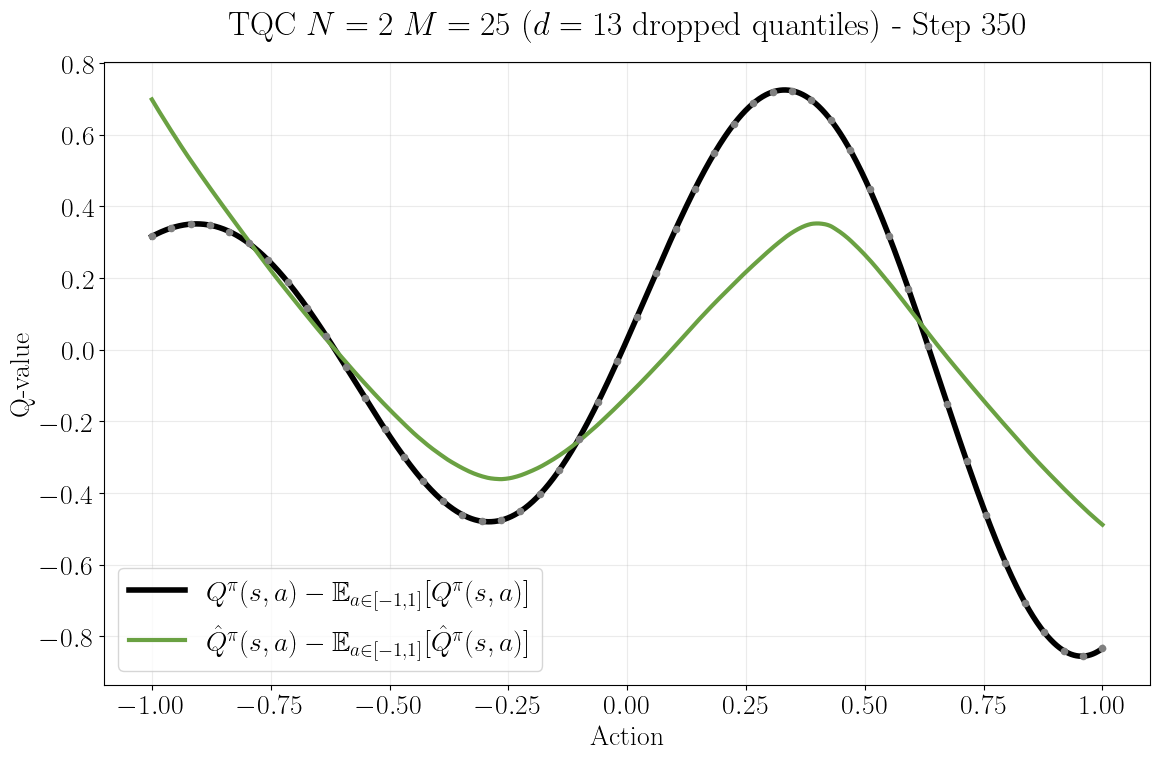 TQC N = 2 M = 25 (d = 13 dropped quantiles) - Step 350
Q-value
0.8
0.6
0.4
0.2
0.0
−0.2
−0.4
−0.6
−0.8
Q^π(s, a) − 𝔼_{a∈[−1,1]}[Q^π(s, a)]
Q̂^π(s, a) − 𝔼_{a∈[−1,1]}[Q̂^π(s, a)]
−1.00 −0.75 −0.50 −0.25 0.00 0.25 0.50 0.75 1.00
Action